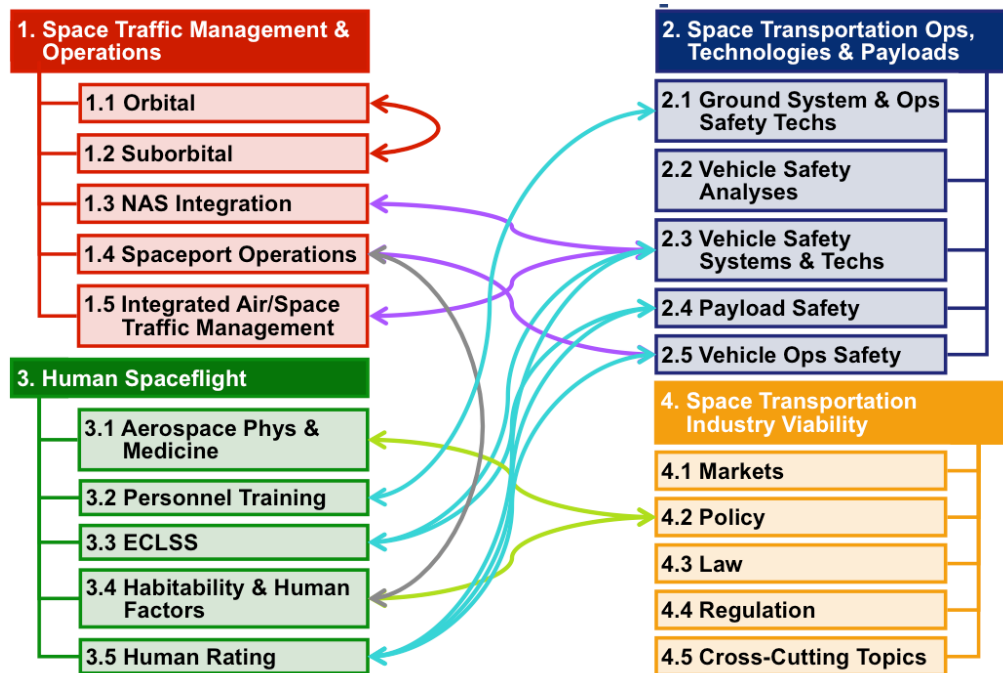 1. Space Traffic Management &
Operations
1.1 Orbital
1.2 Suborbital
1.3 NAS Integration
1.4 Spaceport Operations
1.5 Integrated Air/Space
Traffic Management
2. Space Transportation Ops,
Technologies & Payloads
2.1 Ground System & Ops
Safety Techs
2.2 Vehicle Safety
Analyses
2.3 Vehicle Safety
Systems & Techs
2.4 Payload Safety
2.5 Vehicle Ops Safety
3. Human Spaceflight
3.1 Aerospace Phys &
Medicine
3.2 Personnel Training
3.3 ECLSS
3.4 Habitability & Human
Factors
3.5 Human Rating
4. Space Transportation
Industry Viability
4.1 Markets
4.2 Policy
4.3 Law
4.4 Regulation
4.5 Cross-Cutting Topics